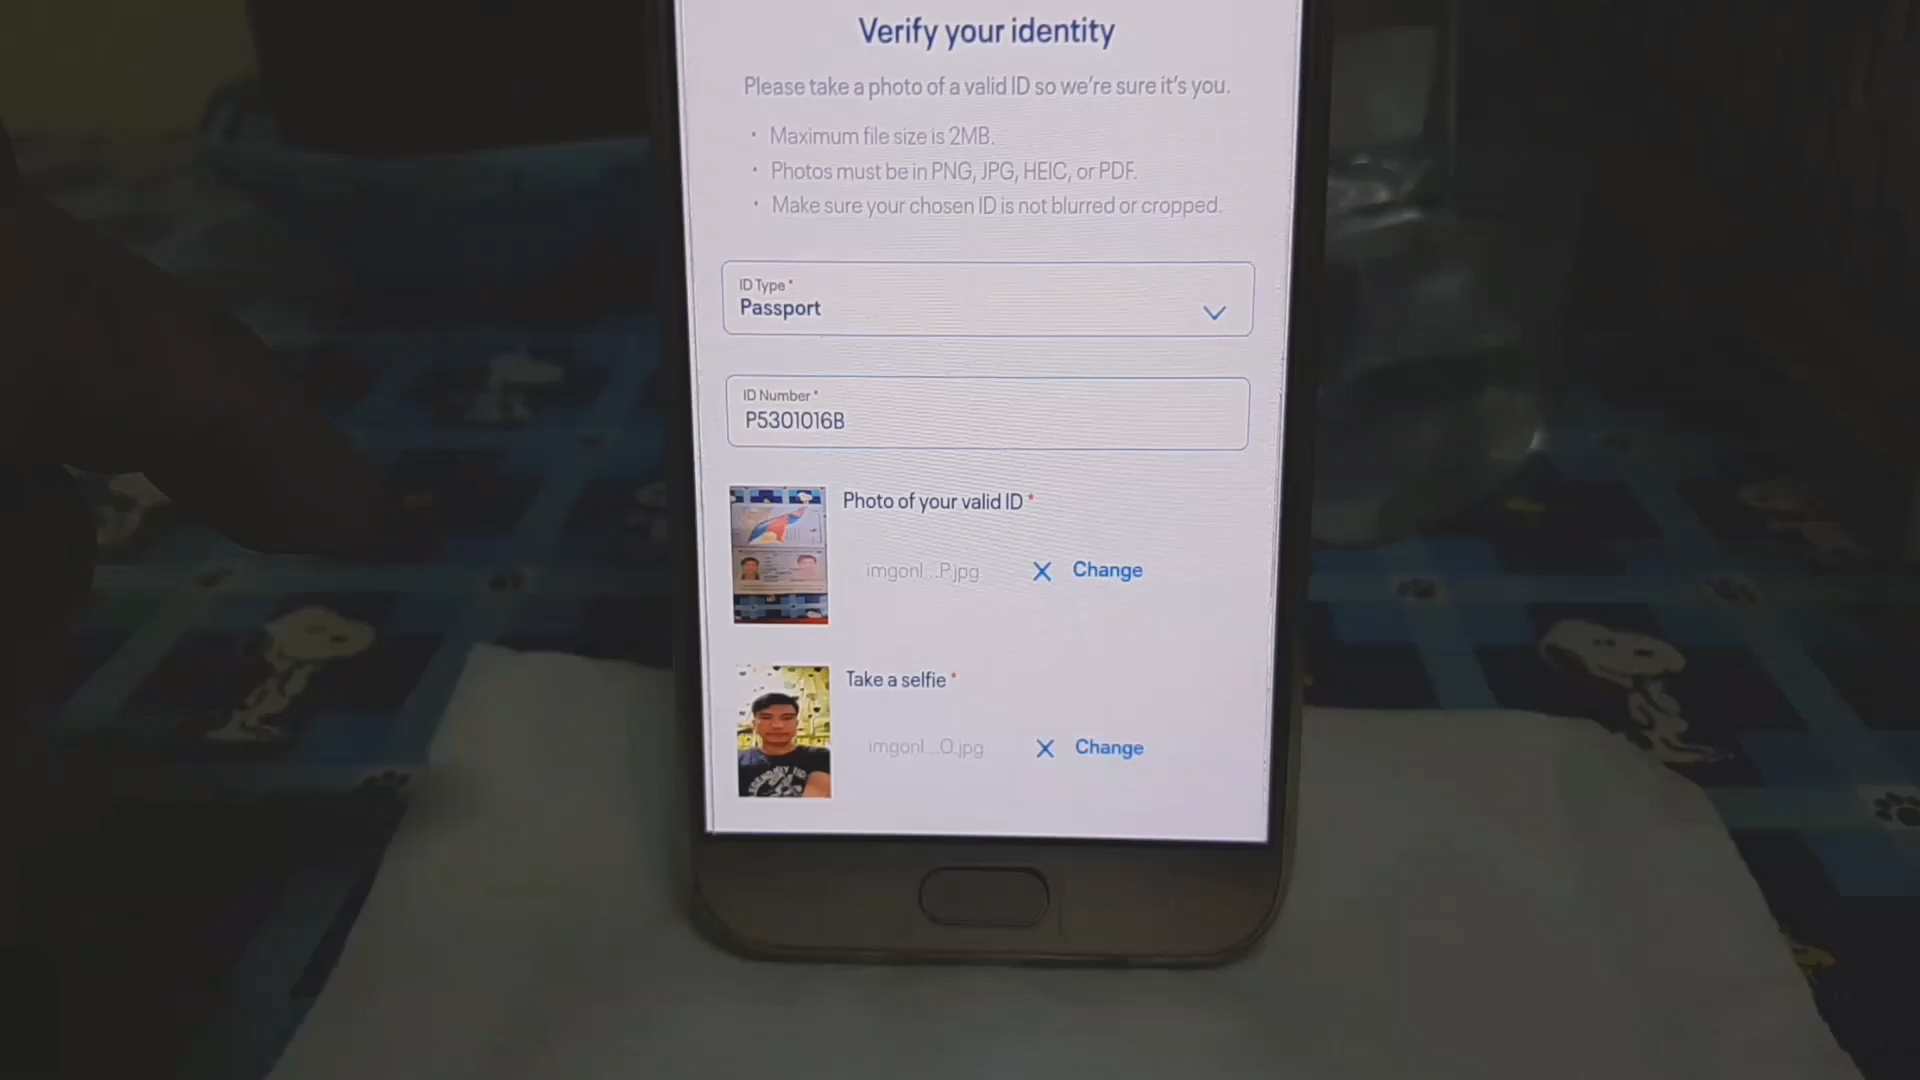 Verify your identity
Please take a photo of a valid ID so we're sure it's you.
• Maximum file size is 2MB.
• Photos must be in PNG, JPG, HEIC, or PDF.
• Make sure your chosen ID is not blurred or cropped.
ID Type *
Passport
ID Number *
P5301016B
Photo of your valid ID *
imgonl...P.jpg
Change
Take a selfie *
imgonl...O.jpg
Change